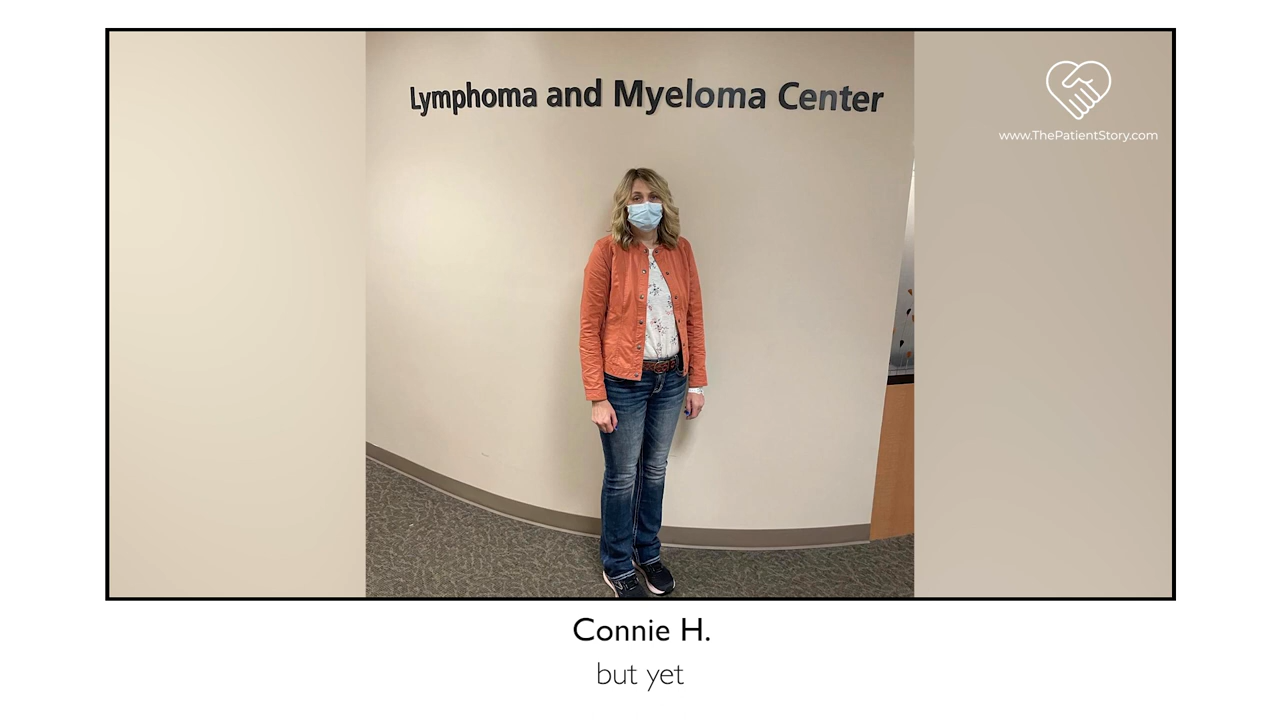 Lymphoma and Myeloma Center
www.ThePatientStory.com
Connie H.
but yet